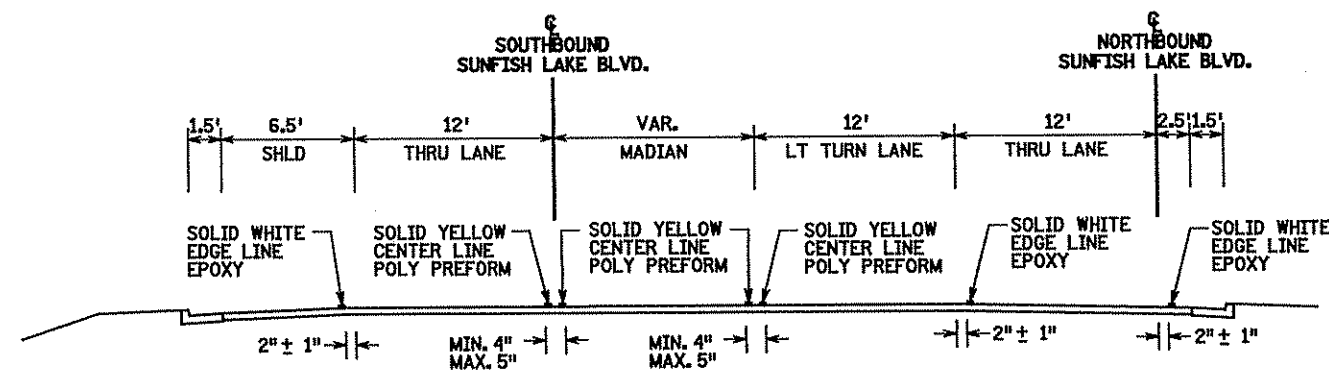 ℄
SOUTHBOUND
SUNFISH LAKE BLVD.
℄
NORTHBOUND
SUNFISH LAKE BLVD.
1.5' 6.5' 12' VAR. 12' 12' 2.5' 1.5'
SHLD THRU LANE MADIAN LT TURN LANE THRU LANE
SOLID WHITE
EDGE LINE
EPOXY
SOLID YELLOW
CENTER LINE
POLY PREFORM
SOLID YELLOW
CENTER LINE
POLY PREFORM
SOLID YELLOW
CENTER LINE
POLY PREFORM
SOLID WHITE
EDGE LINE
EPOXY
SOLID WHITE
EDGE LINE
EPOXY
2" ± 1"
MIN. 4"
MAX. 5"
MIN. 4"
MAX. 5"
2" ± 1"
2" ± 1"